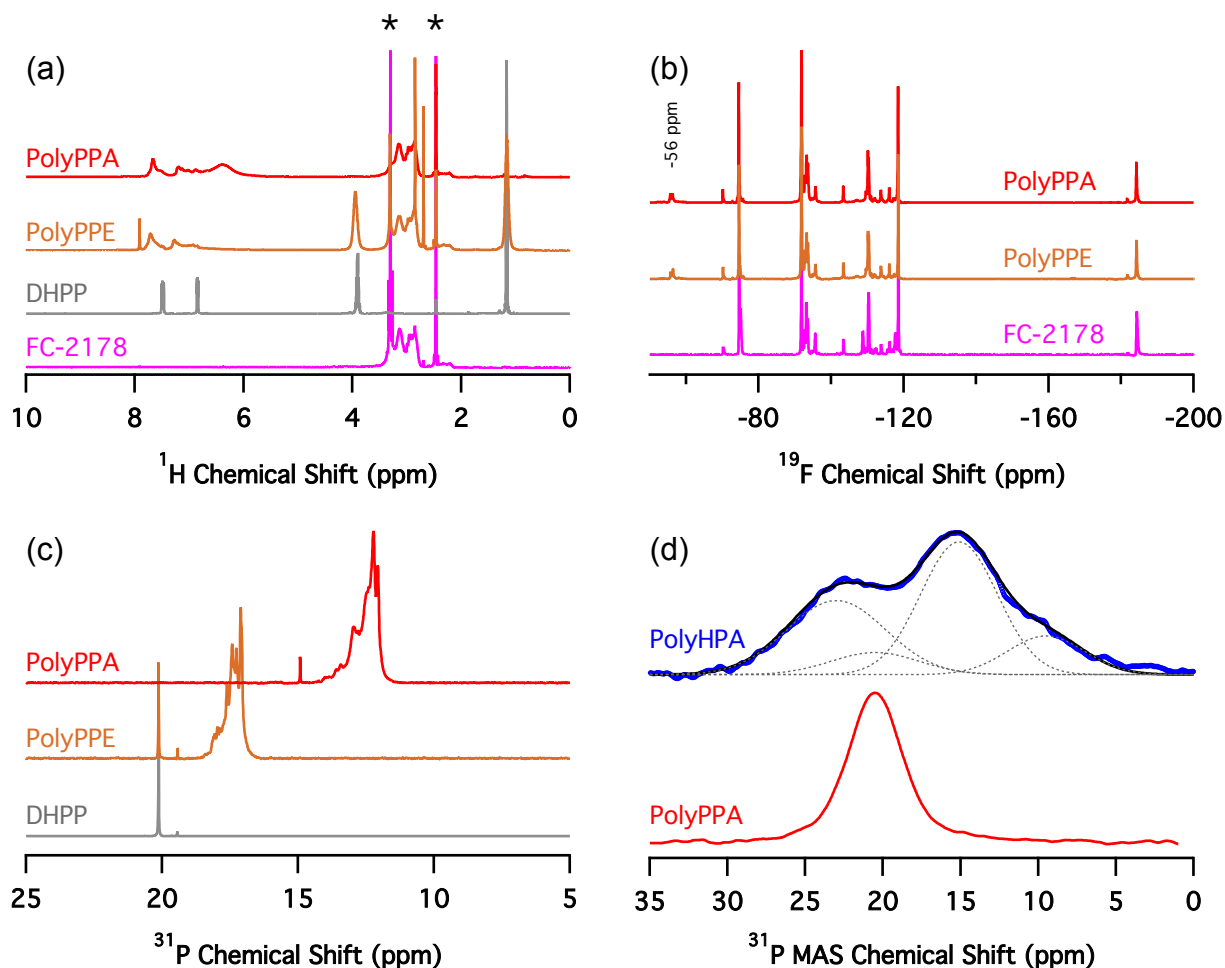 * *
(a)
PolyPPA
PolyPPE
DHPP
FC-2178
10 8 6 4 2 0
¹H Chemical Shift (ppm)
(b)
-56 ppm
PolyPPA
PolyPPE
FC-2178
-80 -120 -160 -200
¹⁹F Chemical Shift (ppm)
(c)
PolyPPA
PolyPPE
DHPP
25 20 15 10 5
³¹P Chemical Shift (ppm)
(d)
PolyHPA
PolyPPA
35 30 25 20 15 10 5 0
³¹P MAS Chemical Shift (ppm)